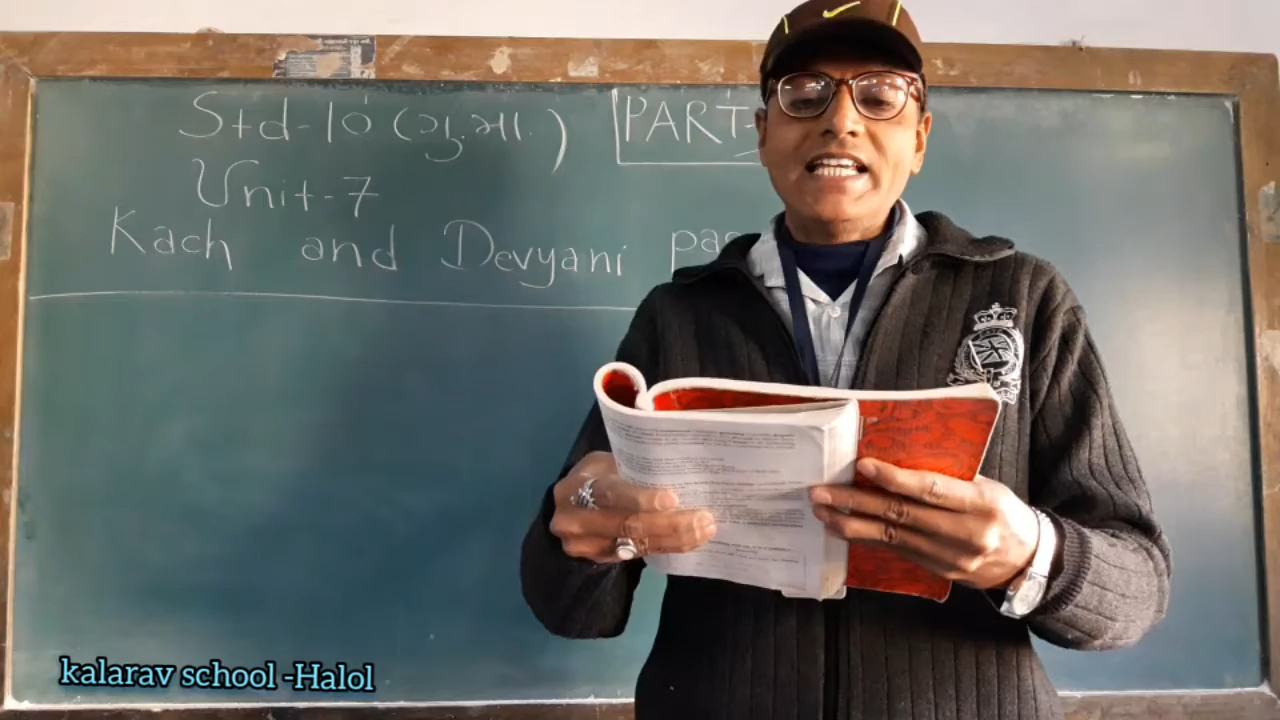 Std-10 (ગુ.મા.) PART-
Unit-7
Kach and Devyani
kalarav school -Halol